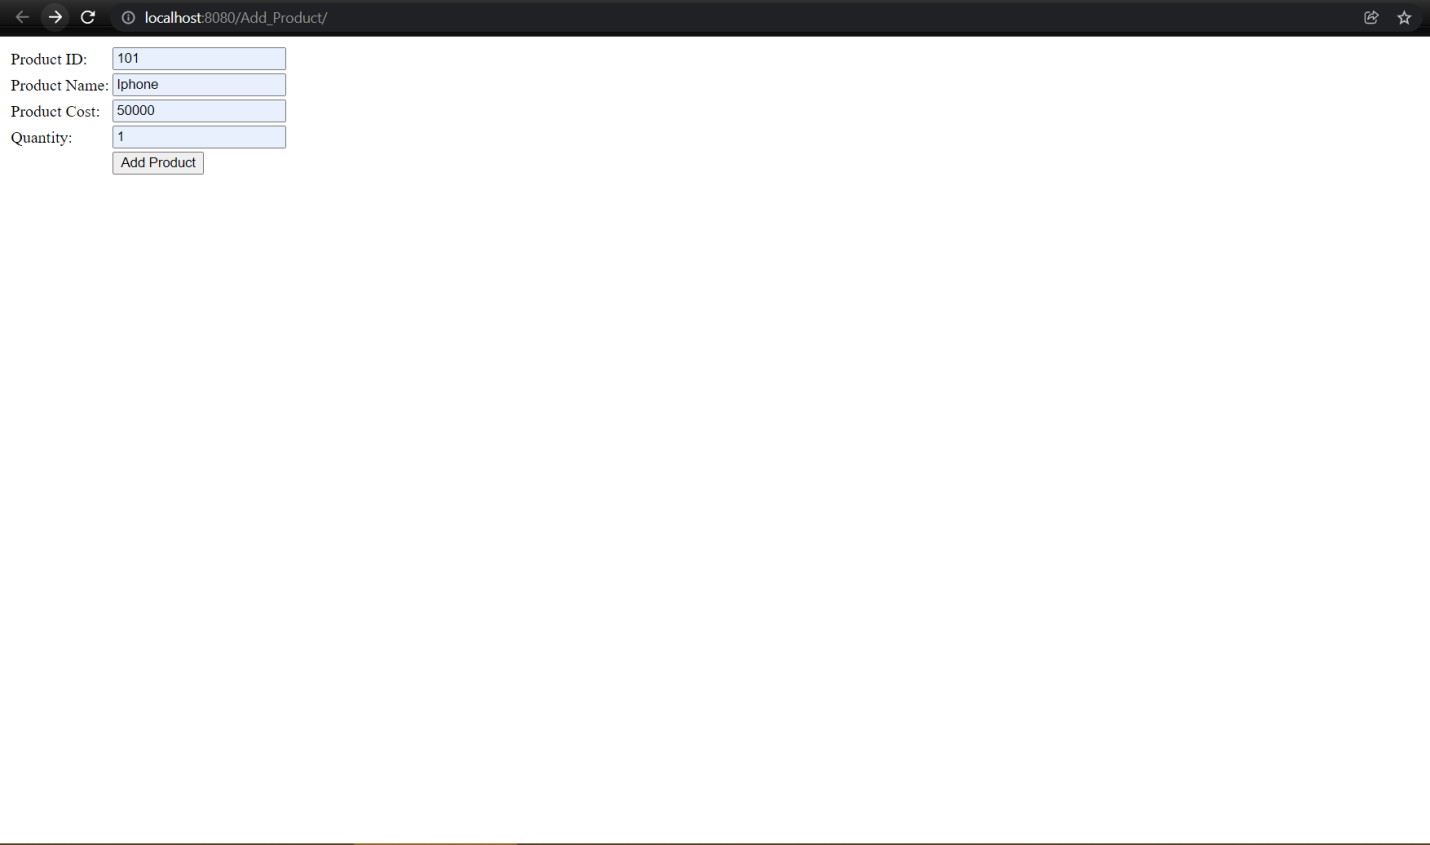 localhost:8080/Add_Product/
Product ID: 101
Product Name: Iphone
Product Cost: 50000
Quantity: 1
Add Product